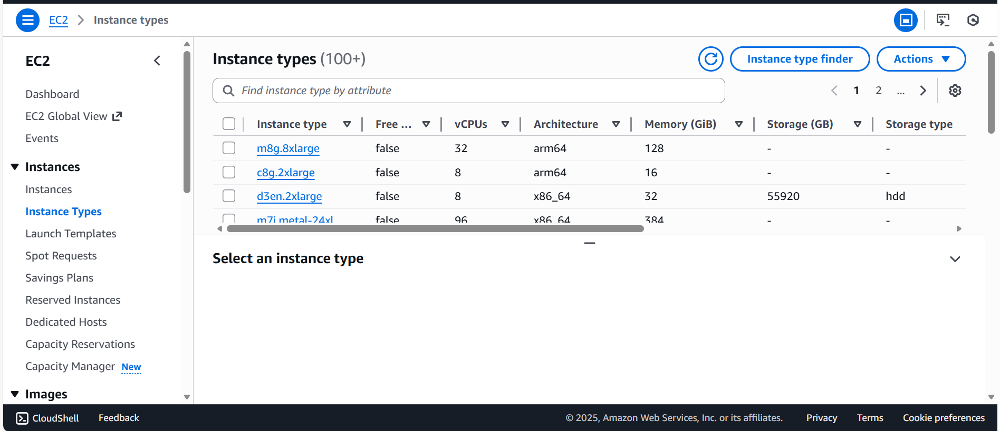 EC2 Instance types
EC2
Dashboard
EC2 Global View
Events
Instances
Instances
Instance Types
Launch Templates
Spot Requests
Savings Plans
Reserved Instances
Dedicated Hosts
Capacity Reservations
Capacity Manager New
Images
Instance types (100+)
Instance type finder
Actions
Find instance type by attribute
1 2 ...
Instance type Free ... vCPUs Architecture Memory (GiB) Storage (GB) Storage type
m8g.8xlarge false 32 arm64 128 - -
c8g.2xlarge false 8 arm64 16 - -
d3en.2xlarge false 8 x86_64 32 55920 hdd
m7i.metal-24xl false 96 x86_64 384 - -
Select an instance type
CloudShell Feedback © 2025, Amazon Web Services, Inc. or its affiliates. Privacy Terms Cookie preferences